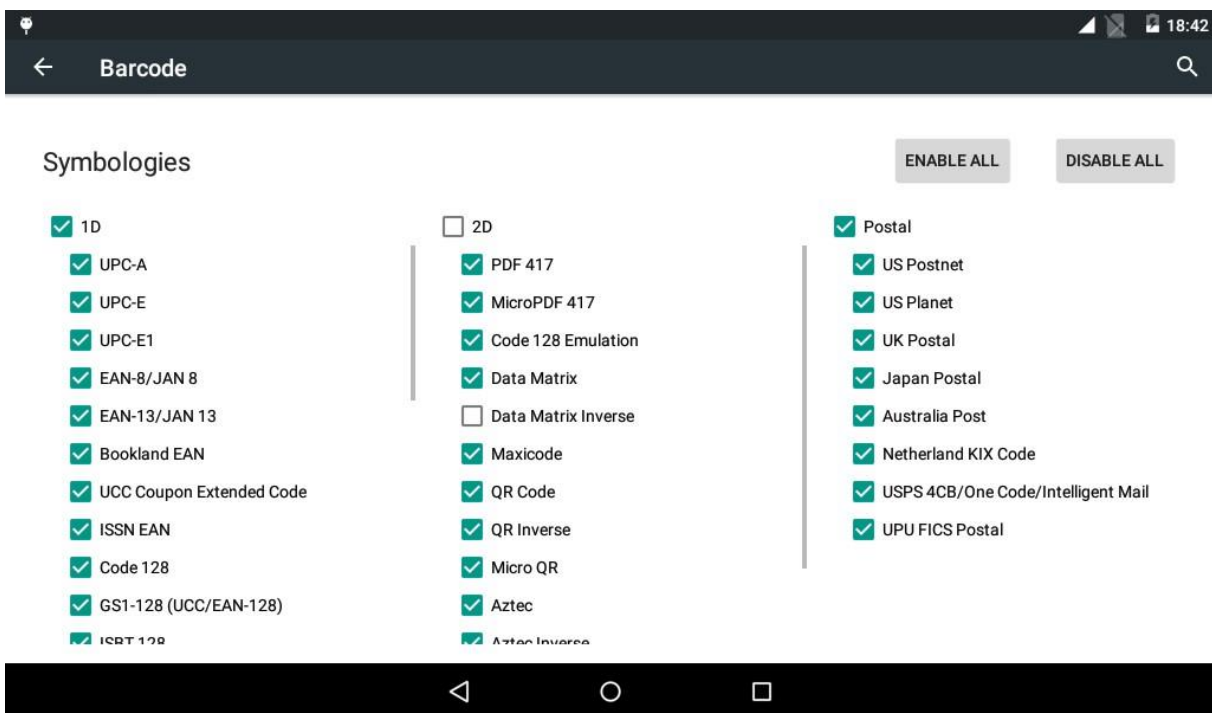 18:42
Barcode
Symbologies
ENABLE ALL
DISABLE ALL
1D
UPC-A
UPC-E
UPC-E1
EAN-8/JAN 8
EAN-13/JAN 13
Bookland EAN
UCC Coupon Extended Code
ISSN EAN
Code 128
GS1-128 (UCC/EAN-128)
ISBT 128
2D
PDF 417
MicroPDF 417
Code 128 Emulation
Data Matrix
Data Matrix Inverse
Maxicode
QR Code
QR Inverse
Micro QR
Aztec
Aztec Inverse
Postal
US Postnet
US Planet
UK Postal
Japan Postal
Australia Post
Netherland KIX Code
USPS 4CB/One Code/Intelligent Mail
UPU FICS Postal